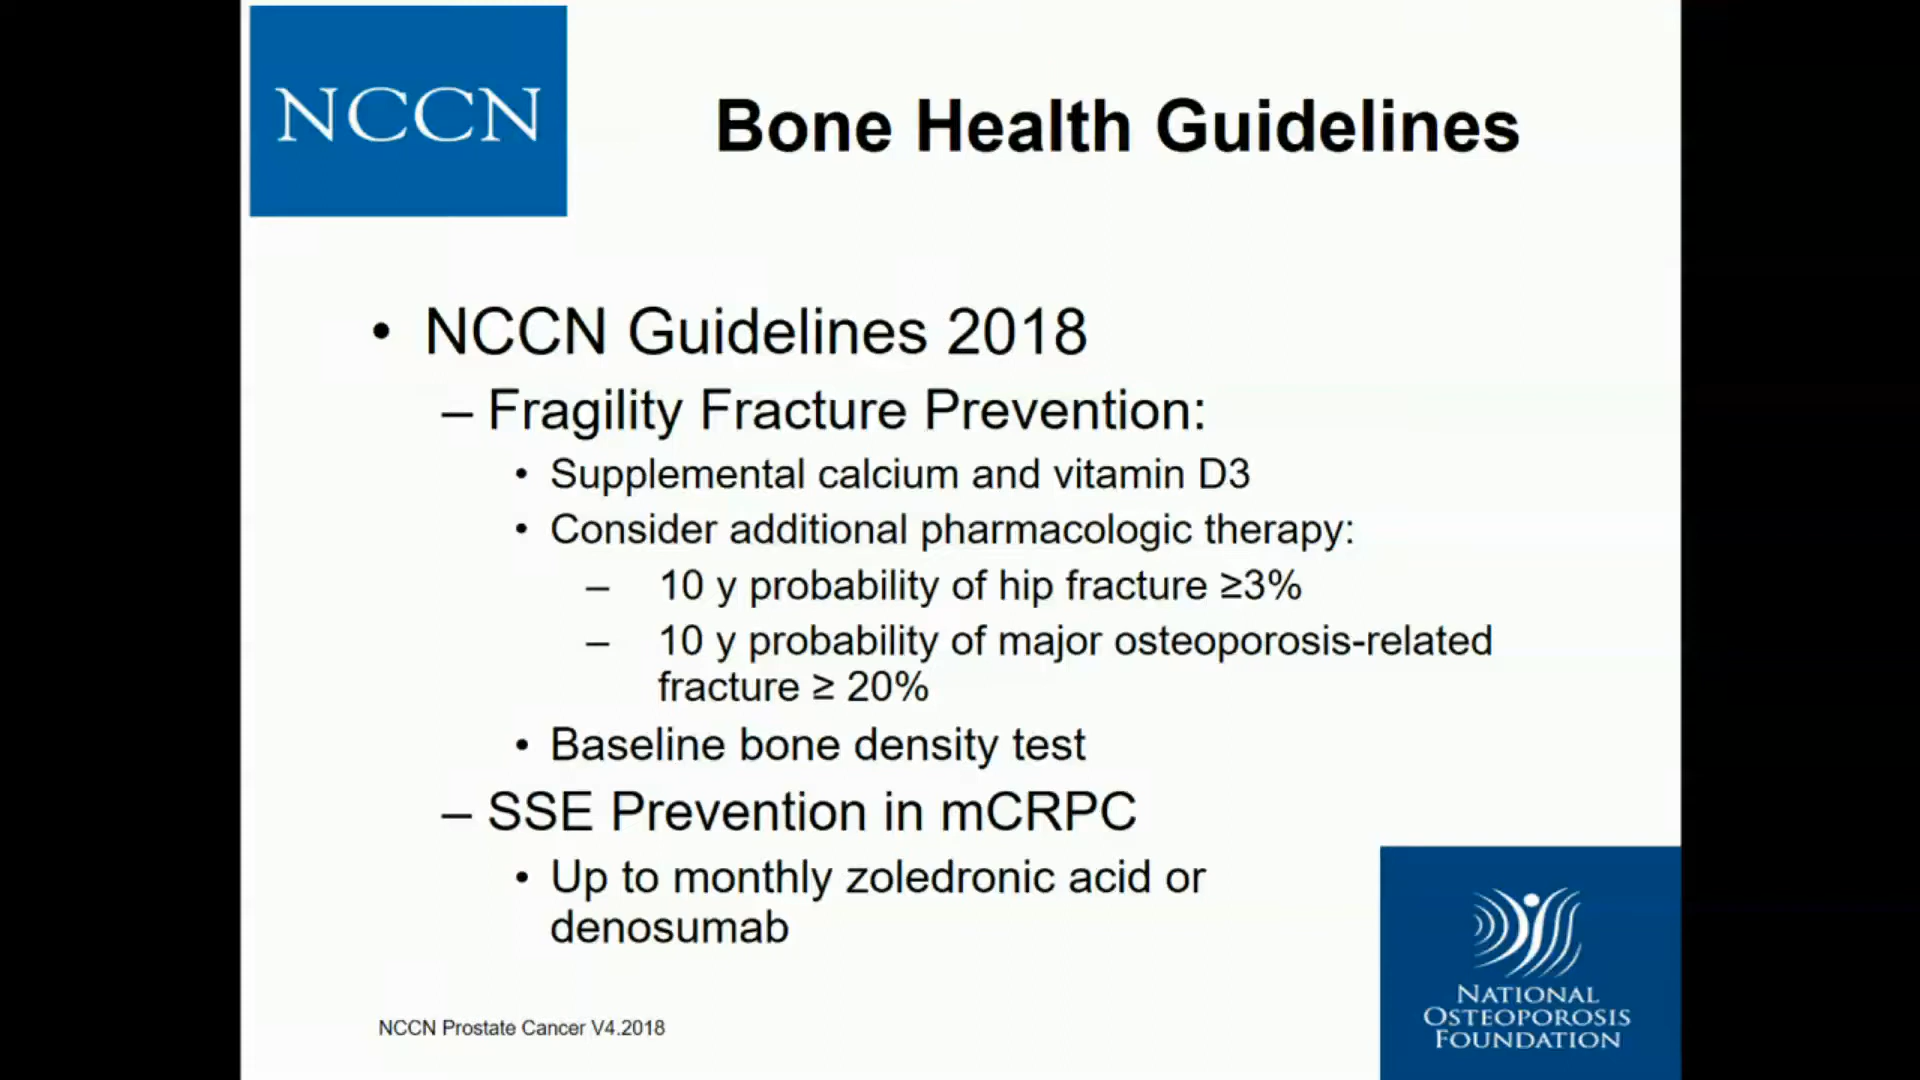 NCCN
Bone Health Guidelines
• NCCN Guidelines 2018
– Fragility Fracture Prevention:
• Supplemental calcium and vitamin D3
• Consider additional pharmacologic therapy:
– 10 y probability of hip fracture ≥3%
– 10 y probability of major osteoporosis-related
fracture ≥ 20%
• Baseline bone density test
– SSE Prevention in mCRPC
• Up to monthly zoledronic acid or
denosumab
NCCN Prostate Cancer V4.2018
NATIONAL
OSTEOPOROSIS
FOUNDATION